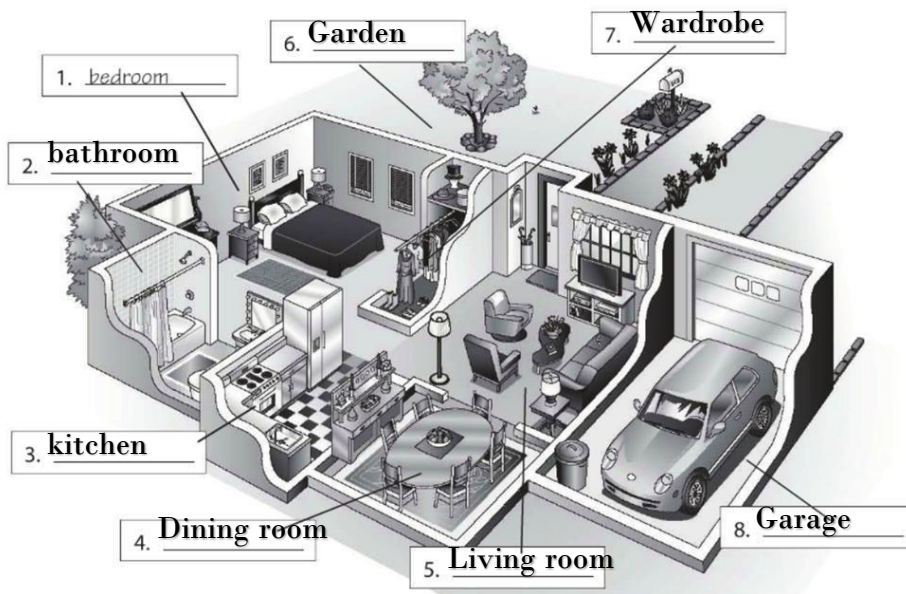 6. Garden
7. Wardrobe
1. bedroom
2. bathroom
3. kitchen
4. Dining room
5. Living room
8. Garage